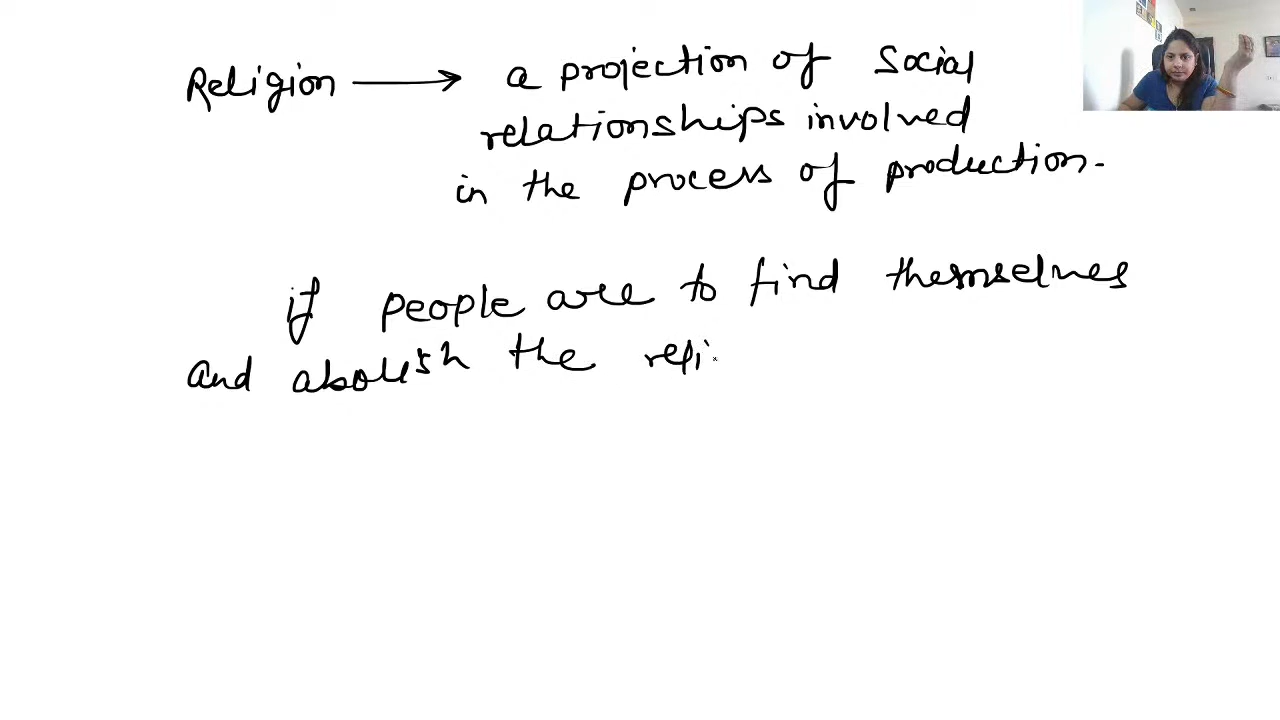 Religion → a projection of Social
relationships involved
in the process of production.
if people are to find themselves
and abolish the reli